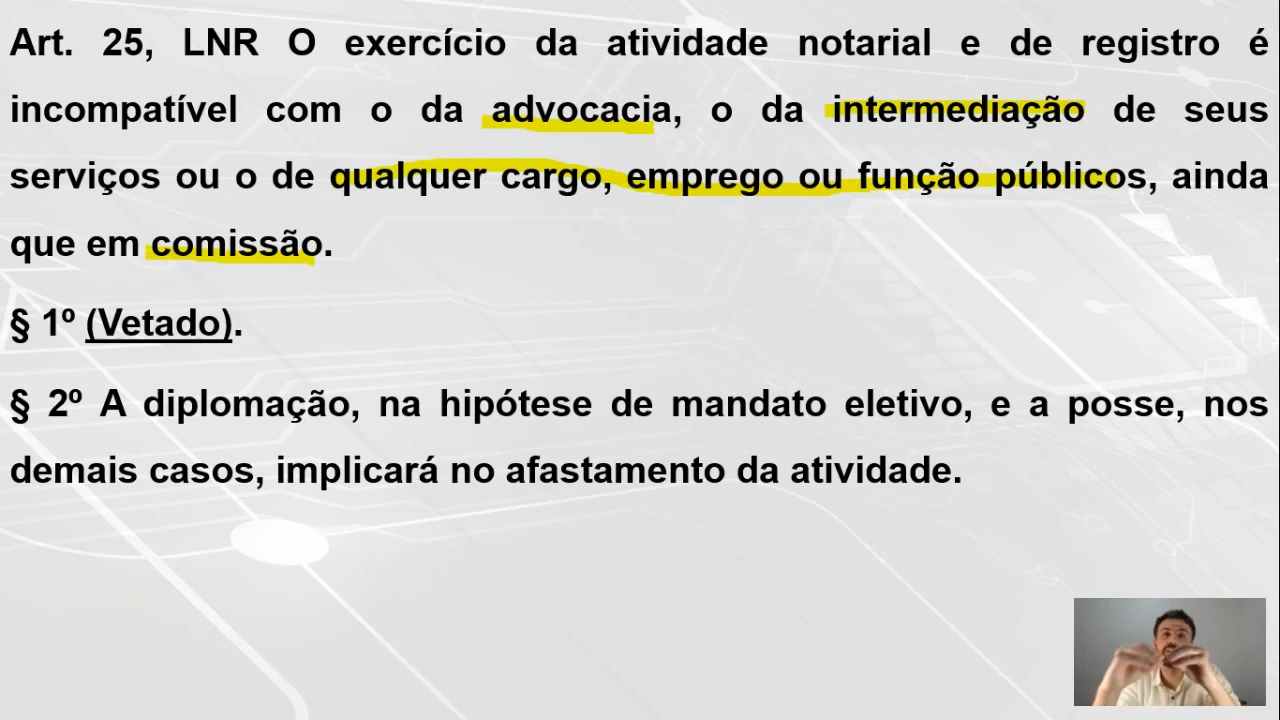 Art. 25, LNR O exercício da atividade notarial e de registro é
incompatível com o da advocacia, o da intermediação de seus
serviços ou o de qualquer cargo, emprego ou função públicos, ainda
que em comissão.
§ 1º (Vetado).
§ 2º A diplomação, na hipótese de mandato eletivo, e a posse, nos
demais casos, implicará no afastamento da atividade.